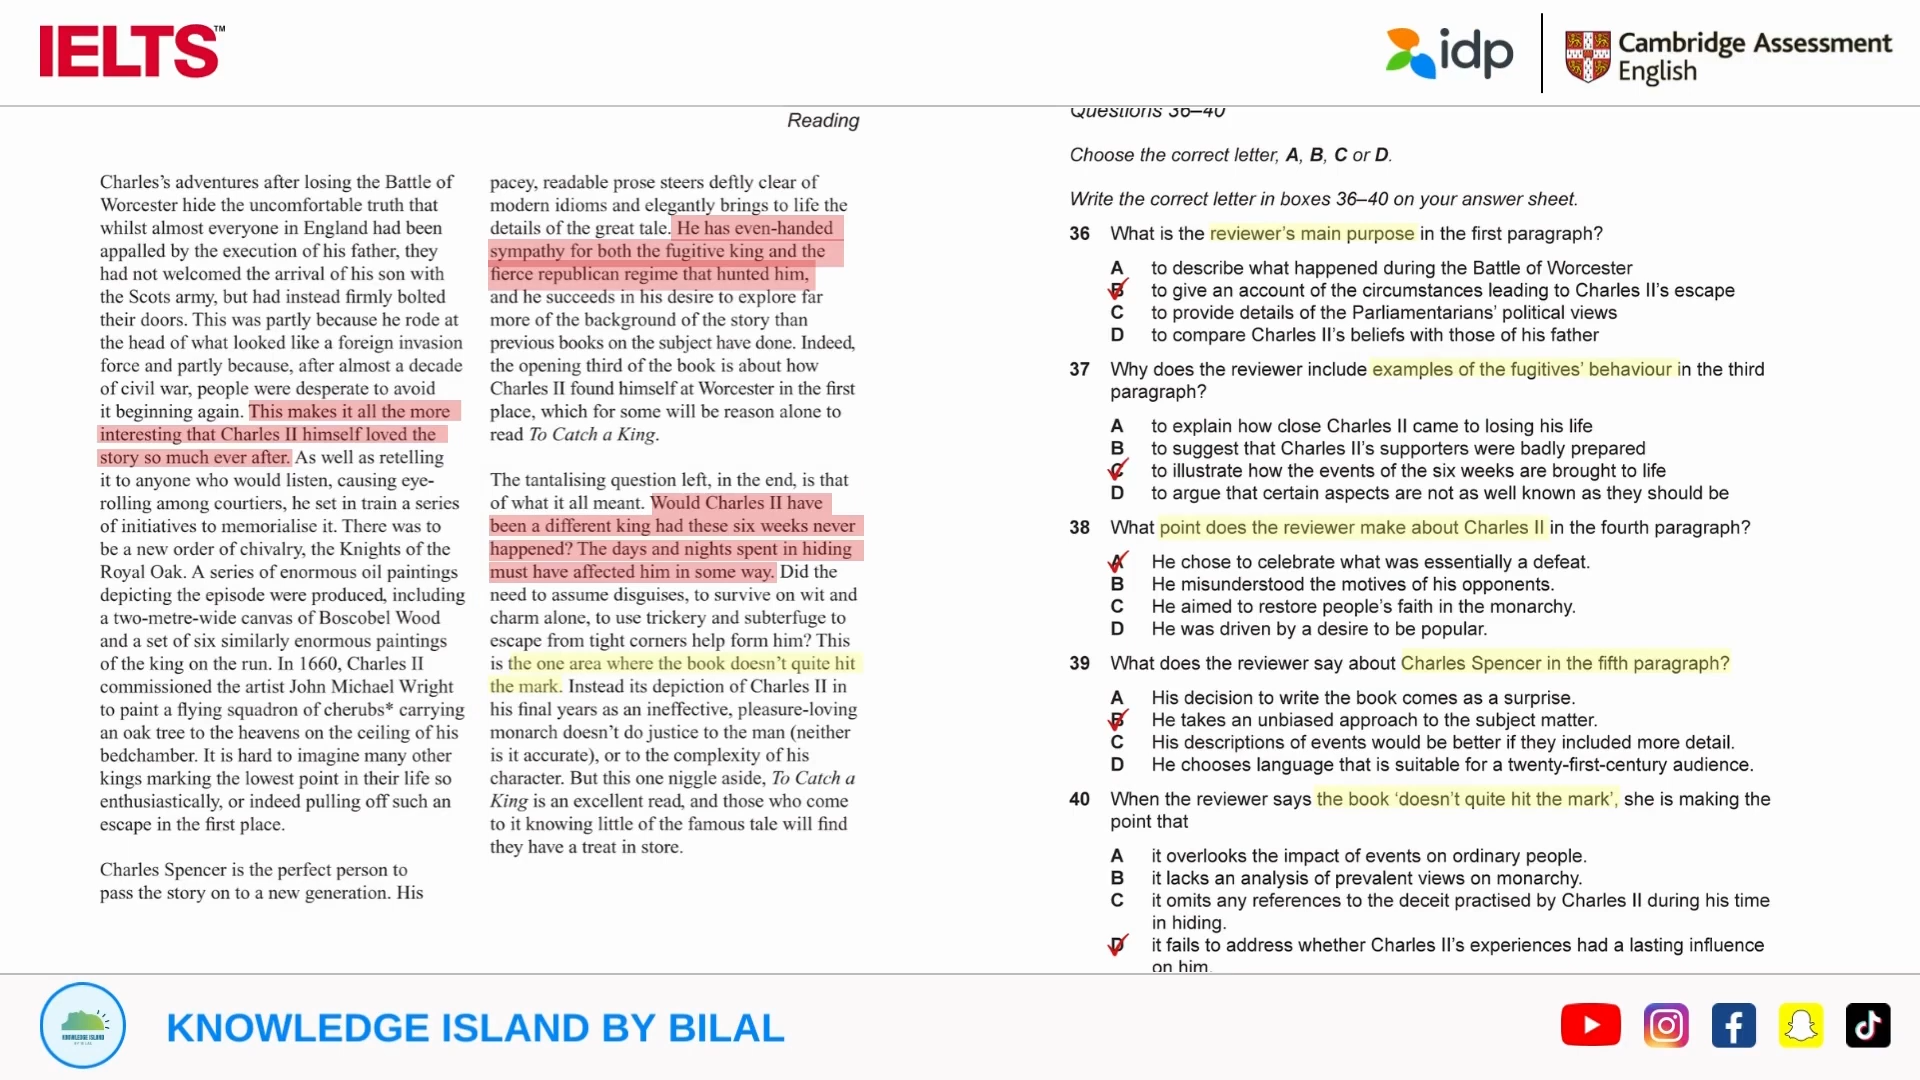 IELTS™
idp
Cambridge Assessment
English
Reading
Charles's adventures after losing the Battle of
Worcester hide the uncomfortable truth that
whilst almost everyone in England had been
appalled by the execution of his father, they
had not welcomed the arrival of his son with
the Scots army, but had instead firmly bolted
their doors. This was partly because he rode at
the head of what looked like a foreign invasion
force and partly because, after almost a decade
of civil war, people were desperate to avoid
it beginning again. This makes it all the more
interesting that Charles II himself loved the
story so much ever after. As well as retelling
it to anyone who would listen, causing eye-
rolling among courtiers, he set in train a series
of initiatives to memorialise it. There was to
be a new order of chivalry, the Knights of the
Royal Oak. A series of enormous oil paintings
depicting the episode were produced, including
a two-metre-wide canvas of Boscobel Wood
and a set of six similarly enormous paintings
of the king on the run. In 1660, Charles II
commissioned the artist John Michael Wright
to paint a flying squadron of cherubs* carrying
an oak tree to the heavens on the ceiling of his
bedchamber. It is hard to imagine many other
kings marking the lowest point in their life so
enthusiastically, or indeed pulling off such an
escape in the first place.
Charles Spencer is the perfect person to
pass the story on to a new generation. His
pacey, readable prose steers deftly clear of
modern idioms and elegantly brings to life the
details of the great tale. He has even-handed
sympathy for both the fugitive king and the
fierce republican regime that hunted him,
and he succeeds in his desire to explore far
more of the background of the story than
previous books on the subject have done. Indeed,
the opening third of the book is about how
Charles II found himself at Worcester in the first
place, which for some will be reason alone to
read To Catch a King.
The tantalising question left, in the end, is that
of what it all meant. Would Charles II have
been a different king had these six weeks never
happened? The days and nights spent in hiding
must have affected him in some way. Did the
need to assume disguises, to survive on wit and
charm alone, to use trickery and subterfuge to
escape from tight corners help form him? This
is the one area where the book doesn't quite hit
the mark. Instead its depiction of Charles II in
his final years as an ineffective, pleasure-loving
monarch doesn't do justice to the man (neither
is it accurate), or to the complexity of his
character. But this one niggle aside, To Catch a
King is an excellent read, and those who come
to it knowing little of the famous tale will find
they have a treat in store.
Questions 36–40
Choose the correct letter, A, B, C or D.
Write the correct letter in boxes 36–40 on your answer sheet.
36 What is the reviewer's main purpose in the first paragraph?
A to describe what happened during the Battle of Worcester
B to give an account of the circumstances leading to Charles II's escape
C to provide details of the Parliamentarians' political views
D to compare Charles II's beliefs with those of his father
37 Why does the reviewer include examples of the fugitives' behaviour in the third
paragraph?
A to explain how close Charles II came to losing his life
B to suggest that Charles II's supporters were badly prepared
C to illustrate how the events of the six weeks are brought to life
D to argue that certain aspects are not as well known as they should be
38 What point does the reviewer make about Charles II in the fourth paragraph?
A He chose to celebrate what was essentially a defeat.
B He misunderstood the motives of his opponents.
C He aimed to restore people's faith in the monarchy.
D He was driven by a desire to be popular.
39 What does the reviewer say about Charles Spencer in the fifth paragraph?
A His decision to write the book comes as a surprise.
B He takes an unbiased approach to the subject matter.
C His descriptions of events would be better if they included more detail.
D He chooses language that is suitable for a twenty-first-century audience.
40 When the reviewer says the book 'doesn't quite hit the mark', she is making the
point that
A it overlooks the impact of events on ordinary people.
B it lacks an analysis of prevalent views on monarchy.
C it omits any references to the deceit practised by Charles II during his time
in hiding.
D it fails to address whether Charles II's experiences had a lasting influence
on him.
KNOWLEDGE ISLAND
BY BILAL
KNOWLEDGE ISLAND BY BILAL